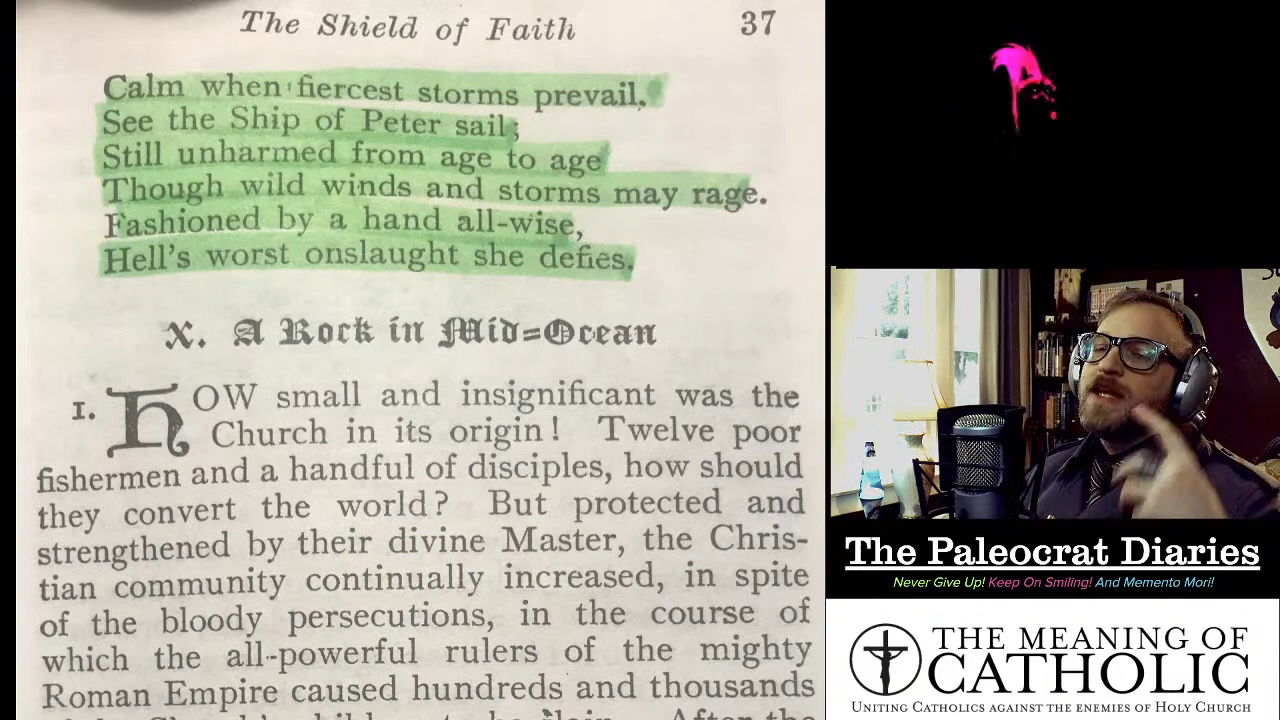 The Shield of Faith 37
Calm when fiercest storms prevail,
See the Ship of Peter sail;
Still unharmed from age to age
Though wild winds and storms may rage.
Fashioned by a hand all-wise,
Hell's worst onslaught she defies.
X. A Rock in Mid=Ocean
1. HOW small and insignificant was the
Church in its origin! Twelve poor
fishermen and a handful of disciples, how should
they convert the world? But protected and
strengthened by their divine Master, the Chris-
tian community continually increased, in spite
of the bloody persecutions, in the course of
which the all-powerful rulers of the mighty
Roman Empire caused hundreds and thousands
The Paleocrat Diaries
Never Give Up! Keep On Smiling! And Memento Mori!
THE MEANING OF
CATHOLIC
UNITING CATHOLICS AGAINST THE ENEMIES OF HOLY CHURCH